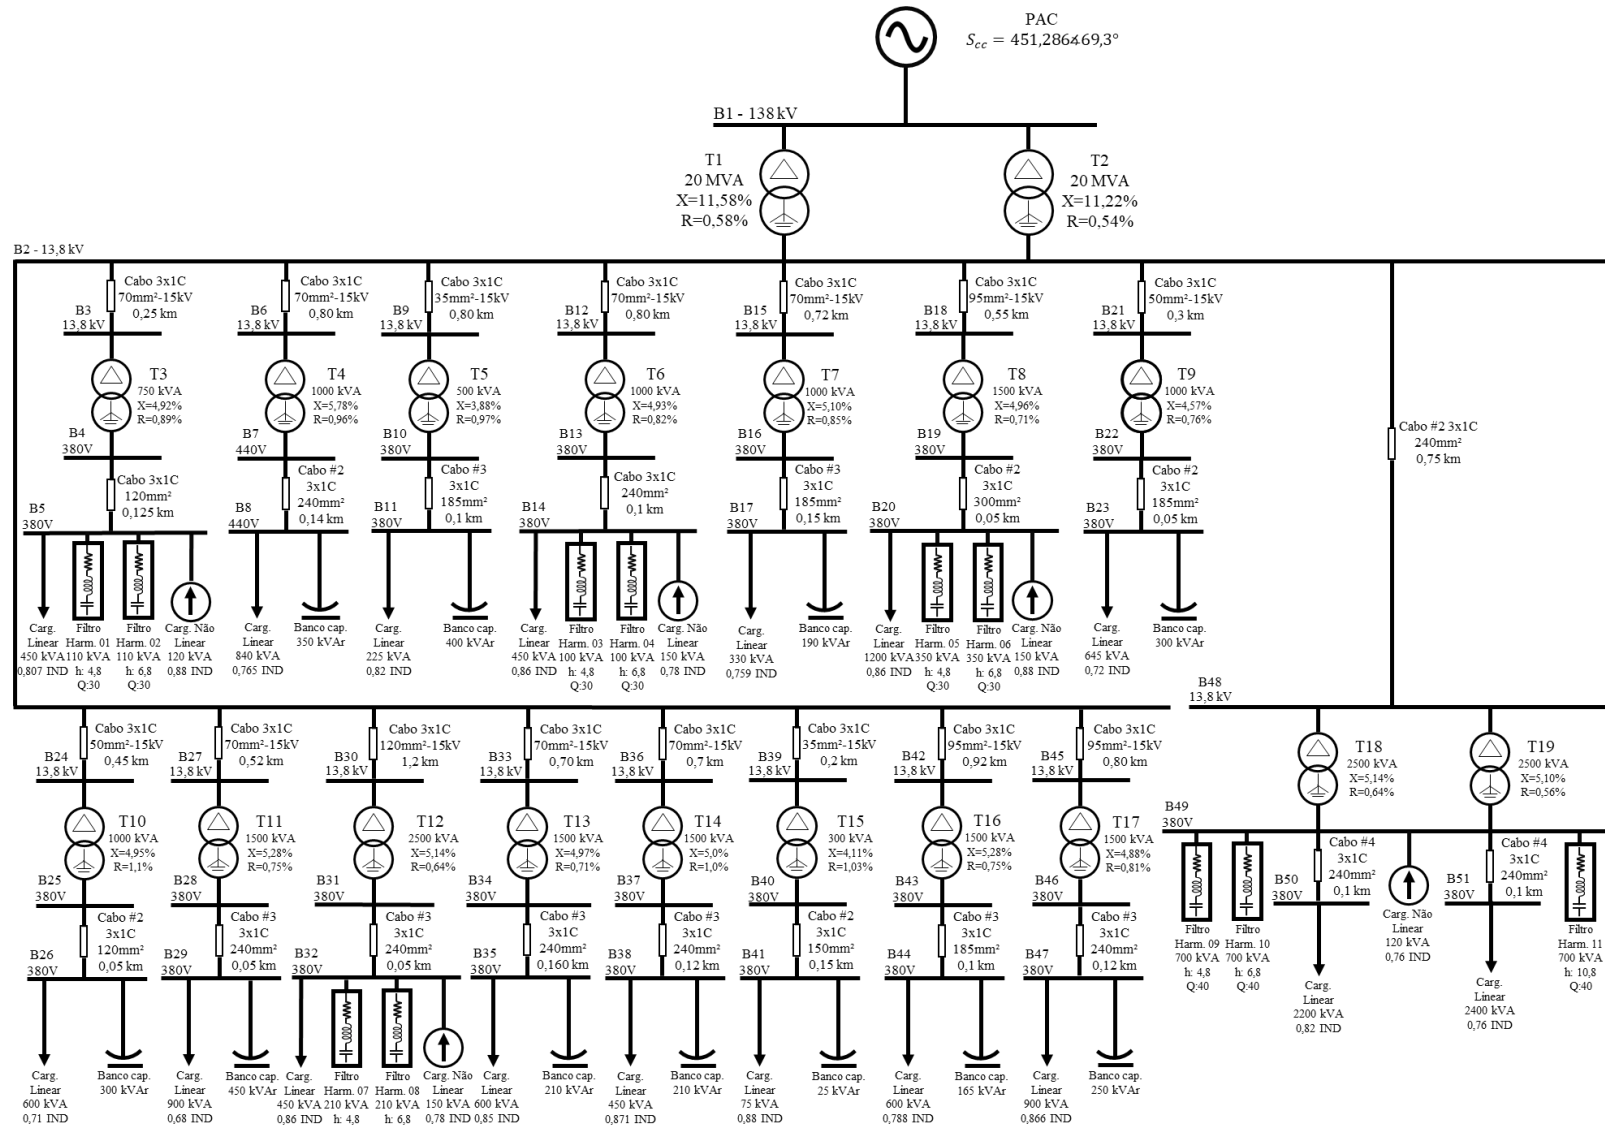 PAC
S_cc = 451,286∡69,3°
B1 - 138 kV
T1
20 MVA
X=11,58%
R=0,58%
T2
20 MVA
X=11,22%
R=0,54%
B2 - 13,8 kV
Cabo 3x1C
70mm²-15kV
0,25 km
B3
13,8 kV
T3
750 kVA
X=4,92%
R=0,89%
B4
380V
Cabo 3x1C
120mm²
0,125 km
B5
380V
Carg.
Linear
450 kVA
0,807 IND
Filtro
Harm. 01
110 kVA
h: 4,8
Q:30
Filtro
Harm. 02
110 kVA
h: 6,8
Q:30
Carg. Não
Linear
120 kVA
0,88 IND
Cabo 3x1C
70mm²-15kV
0,80 km
B6
13,8 kV
T4
1000 kVA
X=5,78%
R=0,96%
B7
440V
Cabo #2
3x1C
240mm²
0,14 km
B8
440V
Carg.
Linear
840 kVA
0,765 IND
Banco cap.
350 kVAr
Cabo 3x1C
35mm²-15kV
0,80 km
B9
13,8 kV
T5
500 kVA
X=3,88%
R=0,97%
B10
380V
Cabo #3
3x1C
185mm²
0,1 km
B11
380V
Carg.
Linear
225 kVA
0,82 IND
Banco cap.
400 kVAr
Cabo 3x1C
70mm²-15kV
0,80 km
B12
13,8 kV
T6
1000 kVA
X=4,93%
R=0,82%
B13
380V
Cabo 3x1C
240mm²
0,1 km
B14
380V
Carg.
Linear
450 kVA
0,86 IND
Filtro
Harm. 03
100 kVA
h: 4,8
Q:30
Filtro
Harm. 04
100 kVA
h: 6,8
Q:30
Carg. Não
Linear
150 kVA
0,78 IND
Cabo 3x1C
70mm²-15kV
0,72 km
B15
13,8 kV
T7
1000 kVA
X=5,10%
R=0,85%
B16
380V
Cabo #3
3x1C
185mm²
0,15 km
B17
380V
Carg.
Linear
330 kVA
0,759 IND
Banco cap.
190 kVAr
Cabo 3x1C
95mm²-15kV
0,55 km
B18
13,8 kV
T8
1500 kVA
X=4,96%
R=0,71%
B19
380V
Cabo #2
3x1C
300mm²
0,05 km
B20
380V
Carg.
Linear
1200 kVA
0,86 IND
Filtro
Harm. 05
350 kVA
h: 4,8
Q:30
Filtro
Harm. 06
350 kVA
h: 6,8
Q:30
Carg. Não
Linear
150 kVA
0,88 IND
Cabo 3x1C
50mm²-15kV
0,3 km
B21
13,8 kV
T9
1000 kVA
X=4,57%
R=0,76%
B22
380V
Cabo #2
3x1C
185mm²
0,05 km
B23
380V
Carg.
Linear
645 kVA
0,72 IND
Banco cap.
300 kVAr
Cabo #2 3x1C
240mm²
0,75 km
Cabo 3x1C
50mm²-15kV
0,45 km
B24
13,8 kV
T10
1000 kVA
X=4,95%
R=1,1%
B25
380V
Cabo #2
3x1C
120mm²
0,05 km
B26
380V
Carg.
Linear
600 kVA
0,71 IND
Banco cap.
300 kVAr
Cabo 3x1C
70mm²-15kV
0,52 km
B27
13,8 kV
T11
1500 kVA
X=5,28%
R=0,75%
B28
380V
Cabo #3
3x1C
240mm²
0,05 km
B29
380V
Carg.
Linear
900 kVA
0,68 IND
Banco cap.
450 kVAr
Cabo 3x1C
120mm²-15kV
1,2 km
B30
13,8 kV
T12
2500 kVA
X=5,14%
R=0,64%
B31
380V
Cabo #3
3x1C
240mm²
0,05 km
B32
380V
Carg.
Linear
450 kVA
0,86 IND
Filtro
Harm. 07
210 kVA
h: 4,8
Filtro
Harm. 08
210 kVA
h: 6,8
Carg. Não
Linear
150 kVA
0,78 IND
Cabo 3x1C
70mm²-15kV
0,70 km
B33
13,8 kV
T13
1500 kVA
X=4,97%
R=0,71%
B34
380V
Cabo #3
3x1C
240mm²
0,160 km
B35
380V
Carg.
Linear
600 kVA
0,85 IND
Banco cap.
210 kVAr
Cabo 3x1C
70mm²-15kV
0,7 km
B36
13,8 kV
T14
1500 kVA
X=5,0%
R=1,0%
B37
380V
Cabo #3
3x1C
240mm²
0,12 km
B38
380V
Carg.
Linear
450 kVA
0,871 IND
Banco cap.
210 kVAr
Cabo 3x1C
35mm²-15kV
0,2 km
B39
13,8 kV
T15
300 kVA
X=4,11%
R=1,03%
B40
380V
Cabo #2
3x1C
150mm²
0,15 km
B41
380V
Carg.
Linear
75 kVA
0,88 IND
Banco cap.
25 kVAr
Cabo 3x1C
95mm²-15kV
0,92 km
B42
13,8 kV
T16
1500 kVA
X=5,28%
R=0,75%
B43
380V
Cabo #3
3x1C
185mm²
0,1 km
B44
380V
Carg.
Linear
600 kVA
0,788 IND
Banco cap.
165 kVAr
Cabo 3x1C
95mm²-15kV
0,80 km
B45
13,8 kV
T17
1500 kVA
X=4,88%
R=0,81%
B46
380V
Cabo #3
3x1C
240mm²
0,12 km
B47
380V
Carg.
Linear
900 kVA
0,866 IND
Banco cap.
250 kVAr
B48
13,8 kV
T18
2500 kVA
X=5,14%
R=0,64%
T19
2500 kVA
X=5,10%
R=0,56%
B49
380V
Filtro
Harm. 09
700 kVA
h: 4,8
Q:40
Filtro
Harm. 10
700 kVA
h: 6,8
Q:40
Cabo #4
3x1C
240mm²
0,1 km
B50
380V
Carg.
Linear
2200 kVA
0,82 IND
Carg. Não
Linear
120 kVA
0,76 IND
Cabo #4
3x1C
240mm²
0,1 km
B51
380V
Carg.
Linear
2400 kVA
0,76 IND
Filtro
Harm. 11
700 kVA
h: 10,8
Q:40